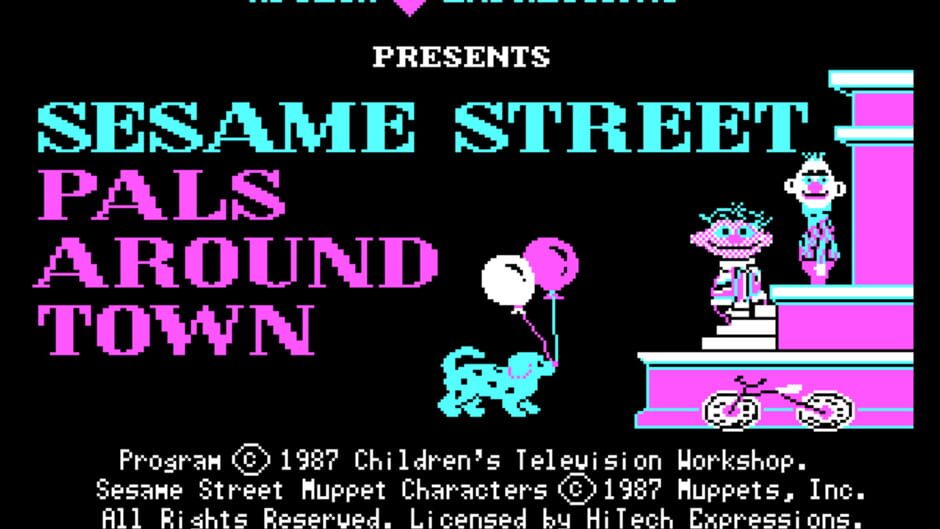 PRESENTS
SESAME STREET
PALS
AROUND
TOWN
Program © 1987 Children's Television Workshop.
Sesame Street Muppet Characters © 1987 Muppets, Inc.
All Rights Reserved. Licensed by HiTech Expressions.